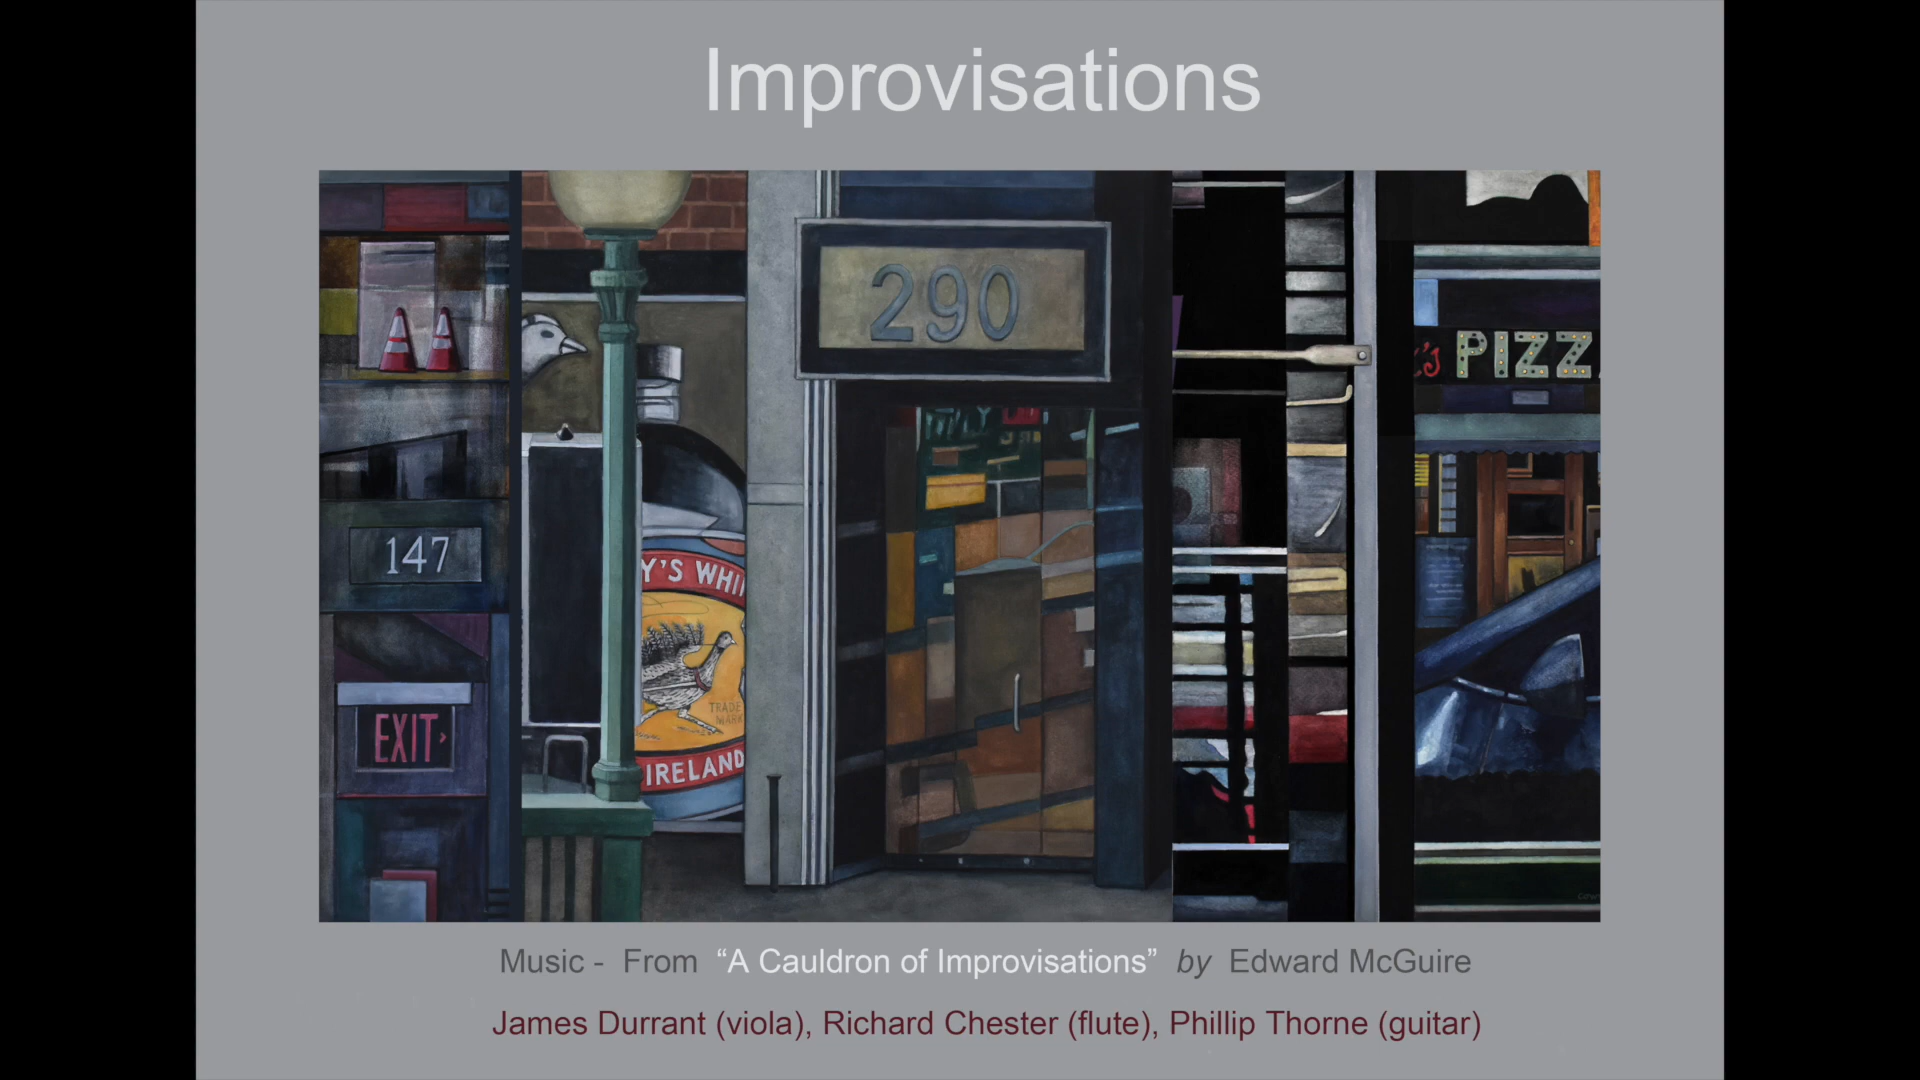 Improvisations
290
'S PIZZ
147
Y'S WHI
TRADE
MARK
EXIT
IRELAND
Music - From “A Cauldron of Improvisations” by Edward McGuire
James Durrant (viola), Richard Chester (flute), Phillip Thorne (guitar)